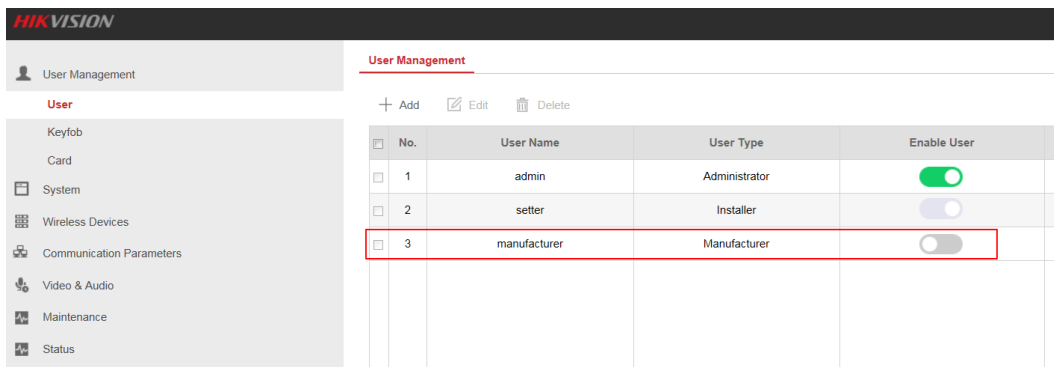 HIKVISION
User Management
User
Keyfob
Card
System
Wireless Devices
Communication Parameters
Video & Audio
Maintenance
Status
User Management
Add Edit Delete
No. User Name User Type Enable User
1 admin Administrator
2 setter Installer
3 manufacturer Manufacturer